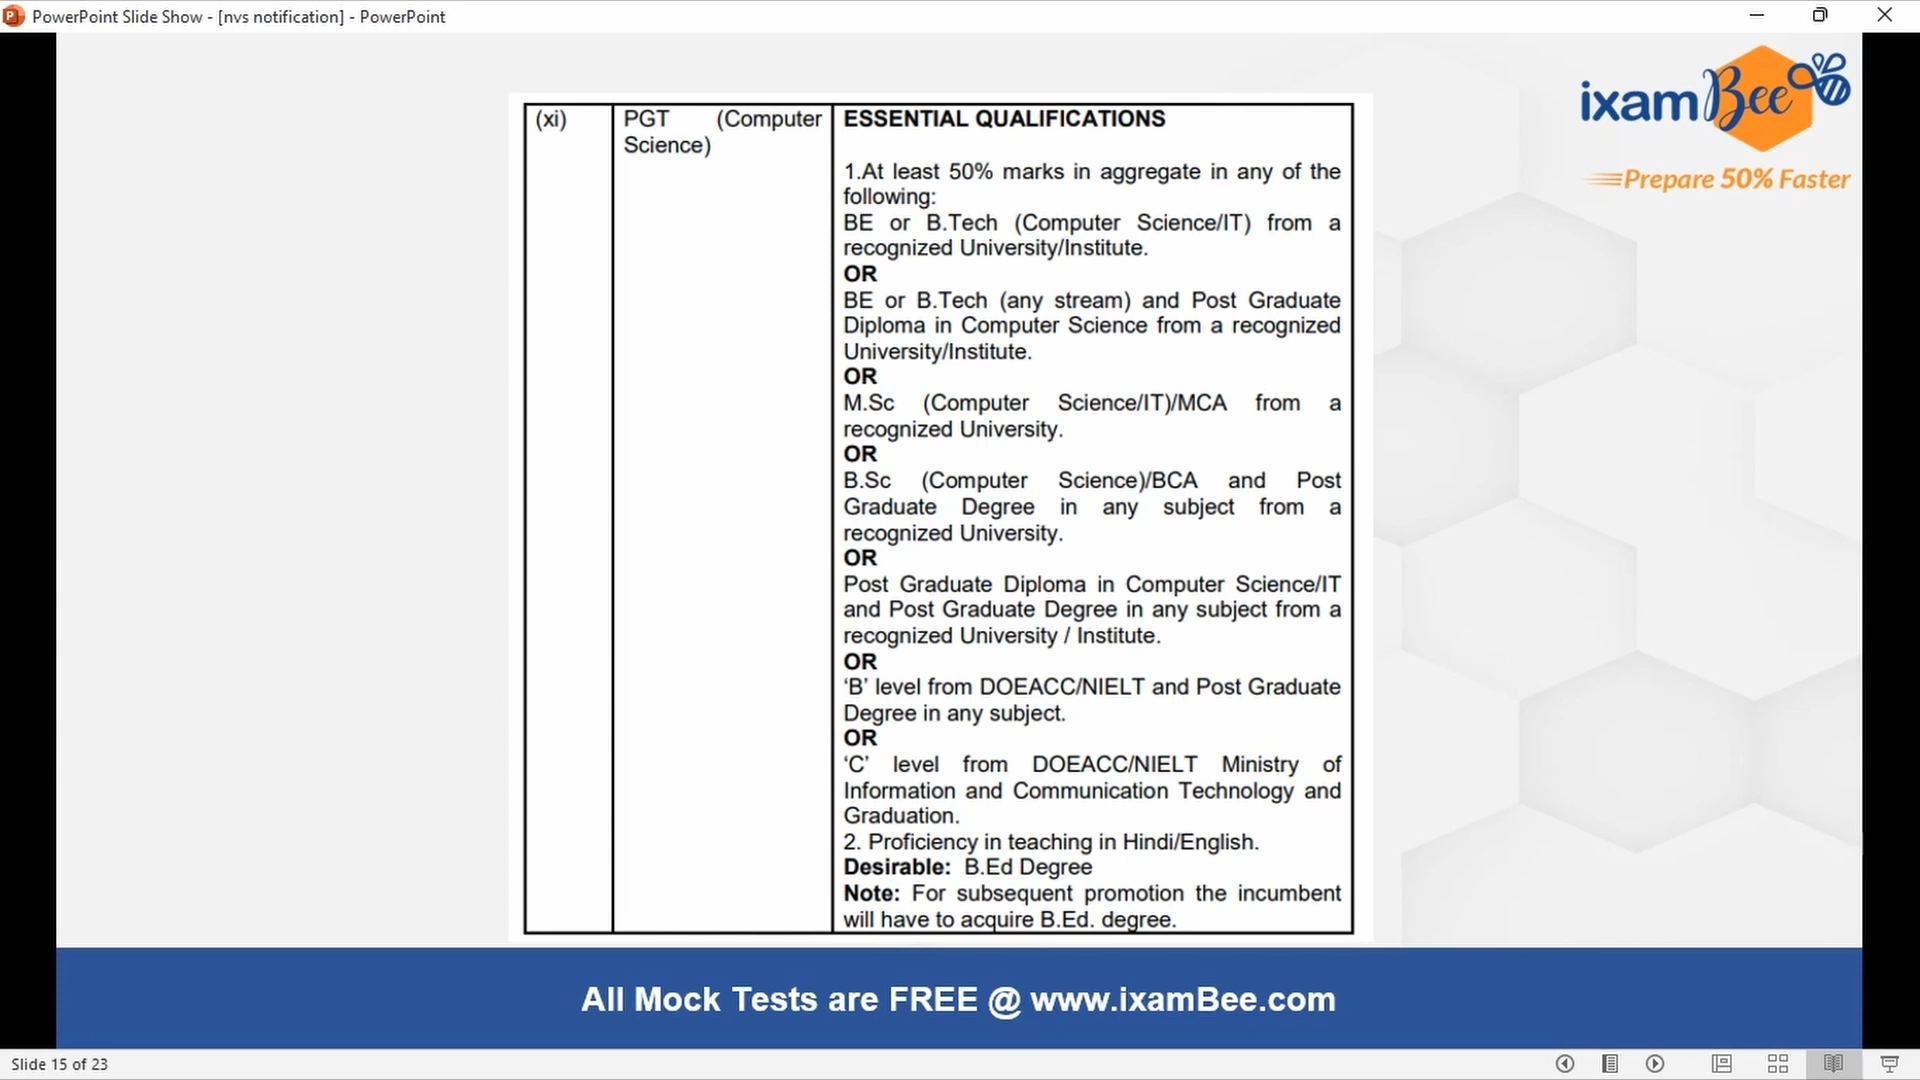 PowerPoint Slide Show - [nvs notification] - PowerPoint
ixamBee
Prepare 50% Faster
(xi)
PGT (Computer
Science)
ESSENTIAL QUALIFICATIONS
1.At least 50% marks in aggregate in any of the
following:
BE or B.Tech (Computer Science/IT) from a
recognized University/Institute.
OR
BE or B.Tech (any stream) and Post Graduate
Diploma in Computer Science from a recognized
University/Institute.
OR
M.Sc (Computer Science/IT)/MCA from a
recognized University.
OR
B.Sc (Computer Science)/BCA and Post
Graduate Degree in any subject from a
recognized University.
OR
Post Graduate Diploma in Computer Science/IT
and Post Graduate Degree in any subject from a
recognized University / Institute.
OR
‘B’ level from DOEACC/NIELT and Post Graduate
Degree in any subject.
OR
‘C’ level from DOEACC/NIELT Ministry of
Information and Communication Technology and
Graduation.
2. Proficiency in teaching in Hindi/English.
Desirable: B.Ed Degree
Note: For subsequent promotion the incumbent
will have to acquire B.Ed. degree.
All Mock Tests are FREE @ www.ixamBee.com
Slide 15 of 23